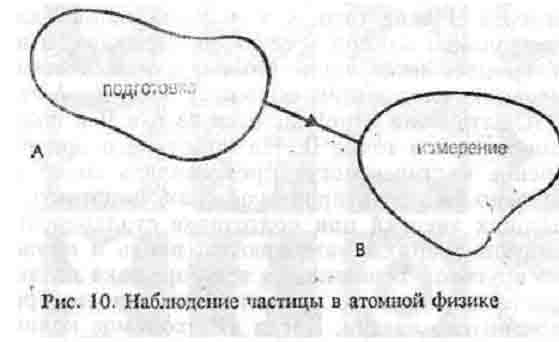 подготовка
А
измерение
В
Рис. 10. Наблюдение частицы в атомной физике